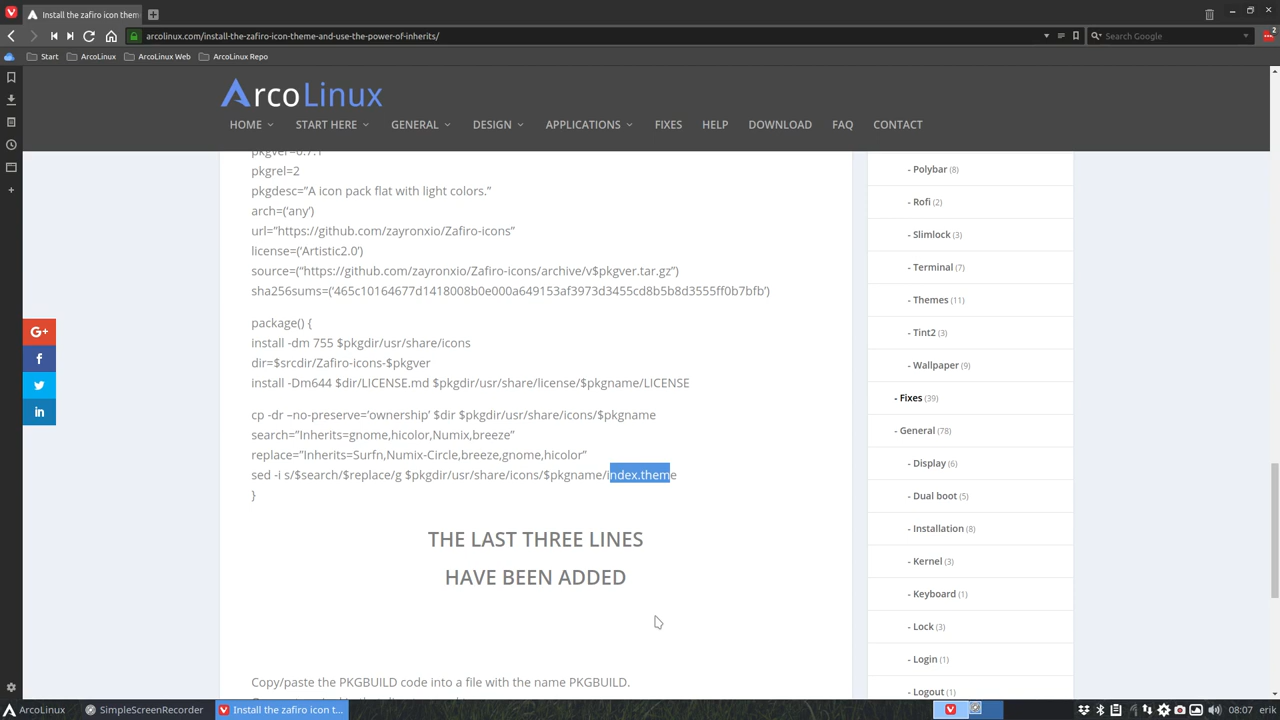 Install the zafiro icon them
arcolinux.com/install-the-zafiro-icon-theme-and-use-the-power-of-inherits/
Search Google
2
Start
ArcoLinux
ArcoLinux Web
ArcoLinux Repo
ArcoLinux
HOME
START HERE
GENERAL
DESIGN
APPLICATIONS
FIXES
HELP
DOWNLOAD
FAQ
CONTACT
pkgrel=2
pkgdesc=”A icon pack flat with light colors.”
arch=(‘any’)
url=”https://github.com/zayronxio/Zafiro-icons”
license=(‘Artistic2.0’)
source=(“https://github.com/zayronxio/Zafiro-icons/archive/v$pkgver.tar.gz”)
sha256sums=(‘465c10164677d1418008b0e000a649153af3973d3455cd8b5b8d3555ff0b7bfb’)
package() {
install -dm 755 $pkgdir/usr/share/icons
dir=$srcdir/Zafiro-icons-$pkgver
install -Dm644 $dir/LICENSE.md $pkgdir/usr/share/license/$pkgname/LICENSE
cp -dr –no-preserve=’ownership’ $dir $pkgdir/usr/share/icons/$pkgname
search=”Inherits=gnome,hicolor,Numix,breeze”
replace=”Inherits=Surfn,Numix-Circle,breeze,gnome,hicolor”
sed -i s/$search/$replace/g $pkgdir/usr/share/icons/$pkgname/index.theme
}
THE LAST THREE LINES
HAVE BEEN ADDED
Copy/paste the PKGBUILD code into a file with the name PKGBUILD.
- Polybar (8)
- Rofi (2)
- Slimlock (3)
- Terminal (7)
- Themes (11)
- Tint2 (3)
- Wallpaper (9)
- Fixes (39)
- General (78)
- Display (6)
- Dual boot (5)
- Installation (8)
- Kernel (3)
- Keyboard (1)
- Lock (3)
- Login (1)
- Logout (1)
G+
f
in
ArcoLinux
SimpleScreenRecorder
Install the zafiro icon t...
08:07
erik